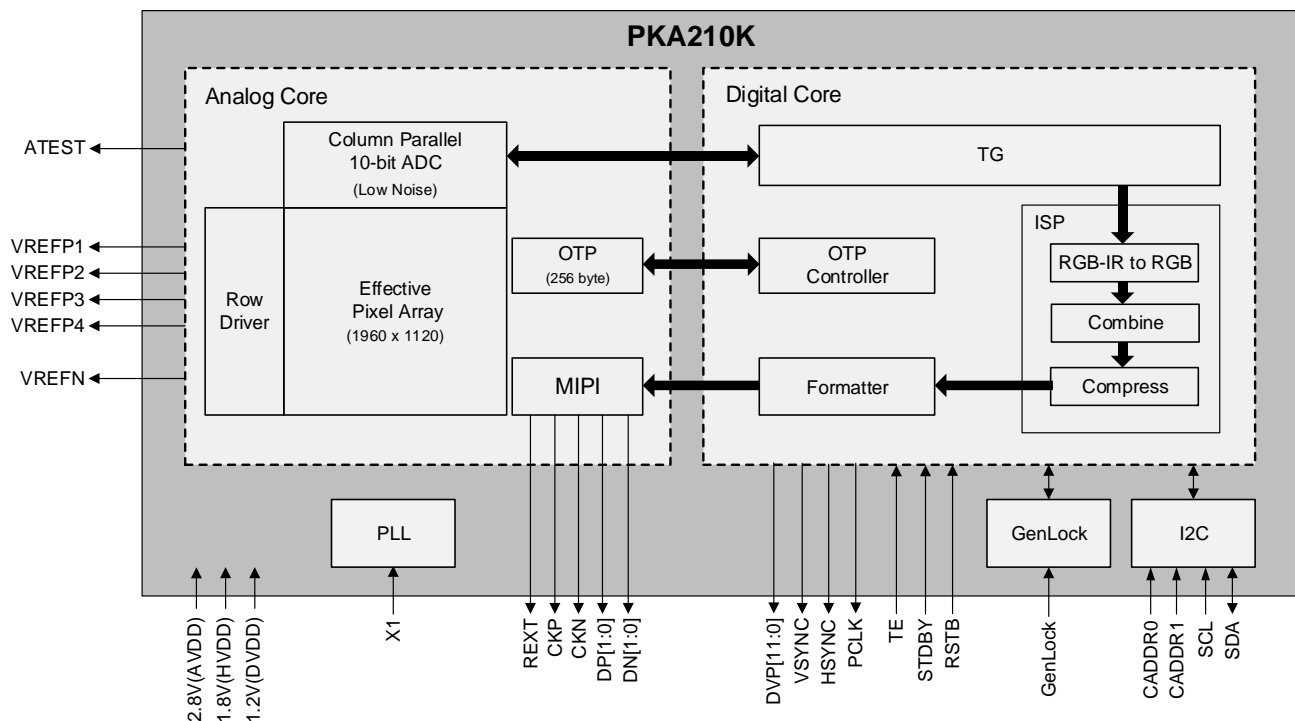 PKA210K
Analog Core
Column Parallel
10-bit ADC
(Low Noise)
Row
Driver
Effective
Pixel Array
(1960 x 1120)
OTP
(256 byte)
MIPI
Digital Core
TG
ISP
RGB-IR to RGB
Combine
Compress
OTP
Controller
Formatter
PLL
GenLock
I2C
ATEST
VREFP1
VREFP2
VREFP3
VREFP4
VREFN
2.8V(AVDD)
1.8V(HVDD)
1.2V(DVDD)
X1
REXT
CKP
CKN
DP[1:0]
DN[1:0]
DVP[11:0]
VSYNC
HSYNC
PCLK
TE
STDBY
RSTB
GenLock
CADDR0
CADDR1
SCL
SDA